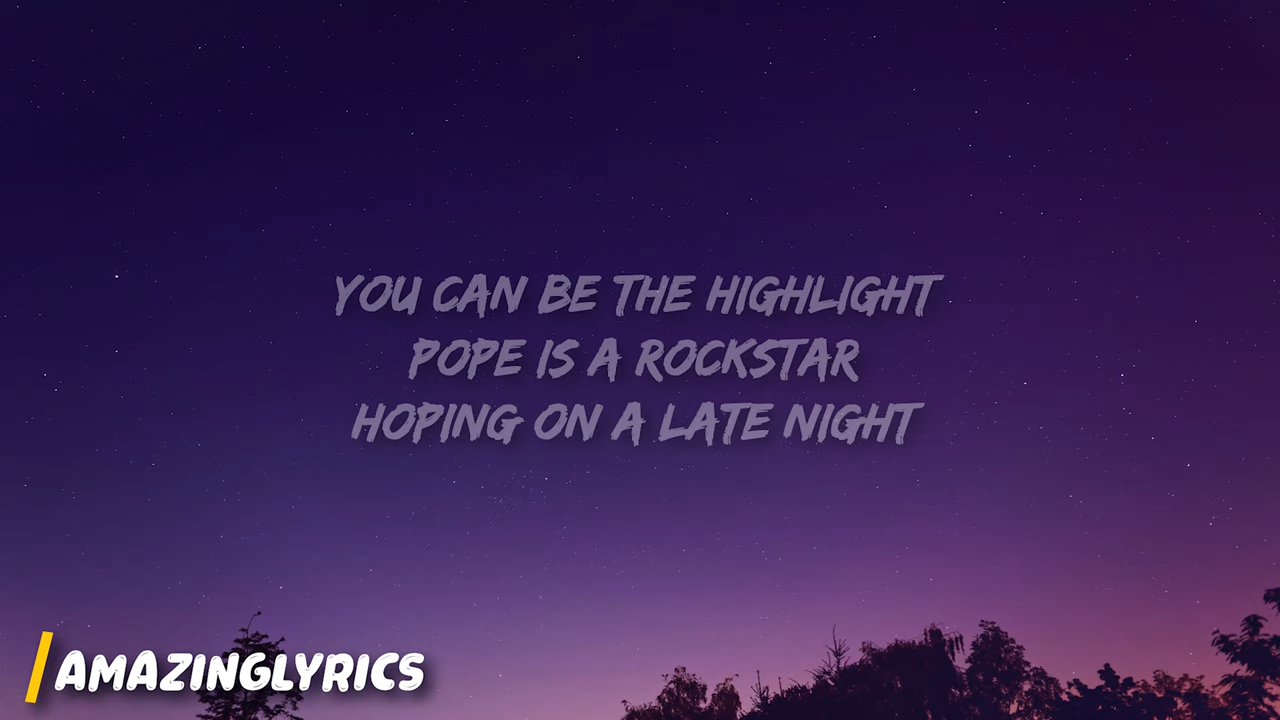 YOU CAN BE THE HIGHLIGHT
POPE IS A ROCKSTAR
HOPING ON A LATE NIGHT
AMAZINGLYRICS